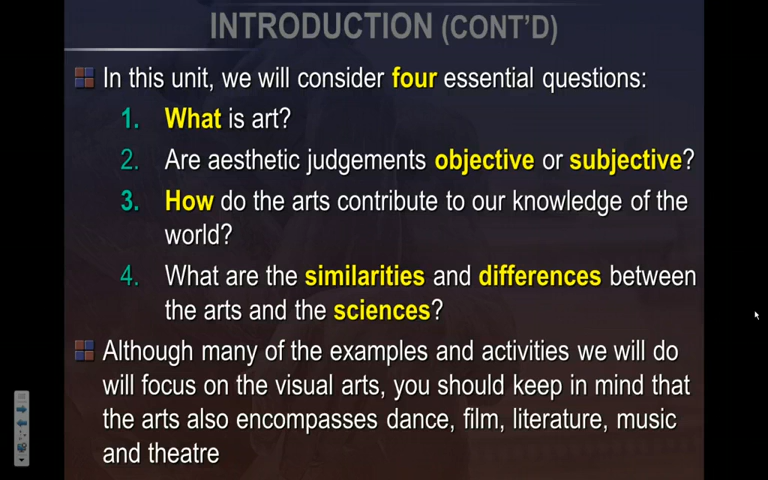 INTRODUCTION (CONT'D)
In this unit, we will consider four essential questions:
1. What is art?
2. Are aesthetic judgements objective or subjective?
3. How do the arts contribute to our knowledge of the
world?
4. What are the similarities and differences between
the arts and the sciences?
Although many of the examples and activities we will do
will focus on the visual arts, you should keep in mind that
the arts also encompasses dance, film, literature, music
and theatre